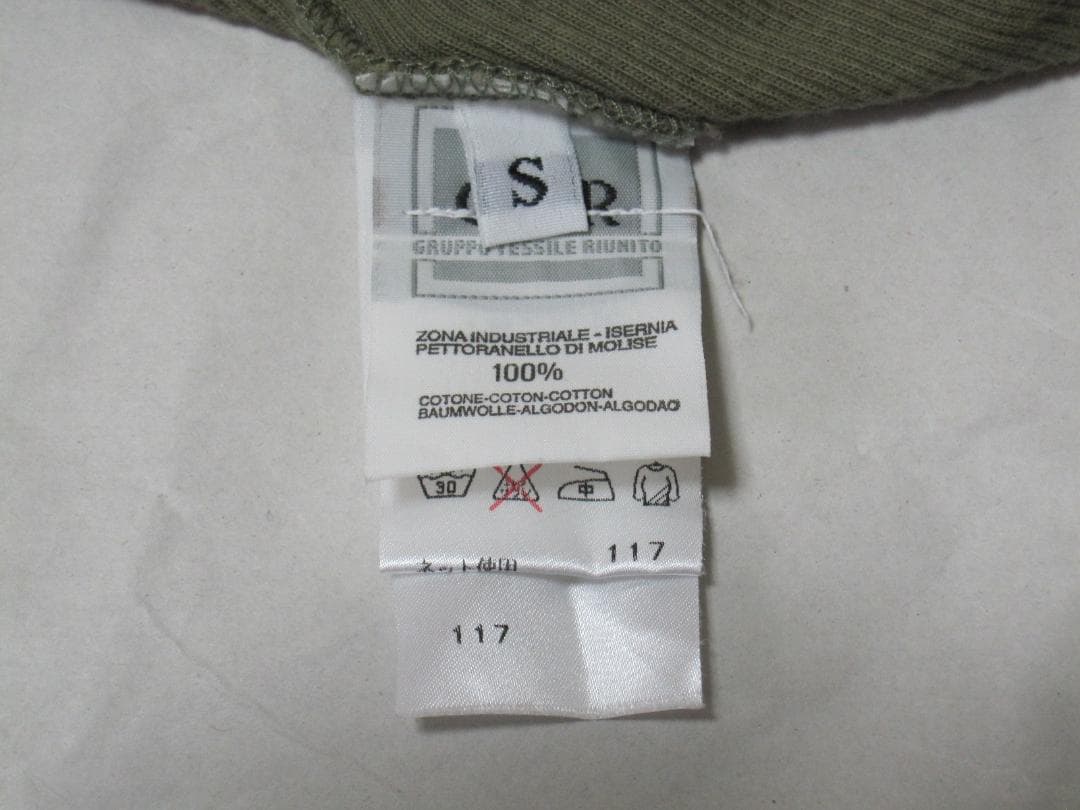 S
R
GRUPPO TESSILE RIUNITO
ZONA INDUSTRIALE - ISERNIA
PETTORANELLO DI MOLISE
100%
COTONE-COTON-COTTON
BAUMWOLLE-ALGODON-ALGODAO
30
中
ネット使用
117
117